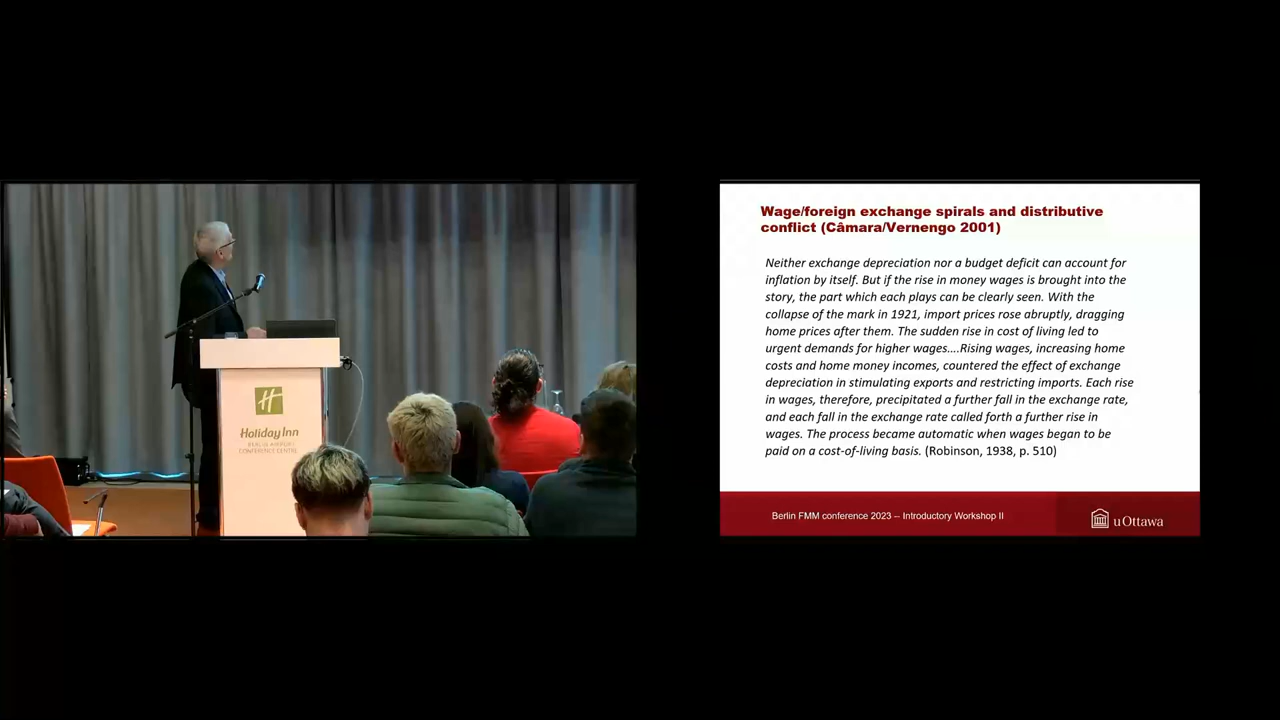 Holiday Inn
BERLIN AIRPORT
CONFERENCE CENTRE
Wage/foreign exchange spirals and distributive
conflict (Câmara/Vernengo 2001)
Neither exchange depreciation nor a budget deficit can account for
inflation by itself. But if the rise in money wages is brought into the
story, the part which each plays can be clearly seen. With the
collapse of the mark in 1921, import prices rose abruptly, dragging
home prices after them. The sudden rise in cost of living led to
urgent demands for higher wages....Rising wages, increasing home
costs and home money incomes, countered the effect of exchange
depreciation in stimulating exports and restricting imports. Each rise
in wages, therefore, precipitated a further fall in the exchange rate,
and each fall in the exchange rate called forth a further rise in
wages. The process became automatic when wages began to be
paid on a cost-of-living basis. (Robinson, 1938, p. 510)
Berlin FMM conference 2023 -- Introductory Workshop II
uOttawa